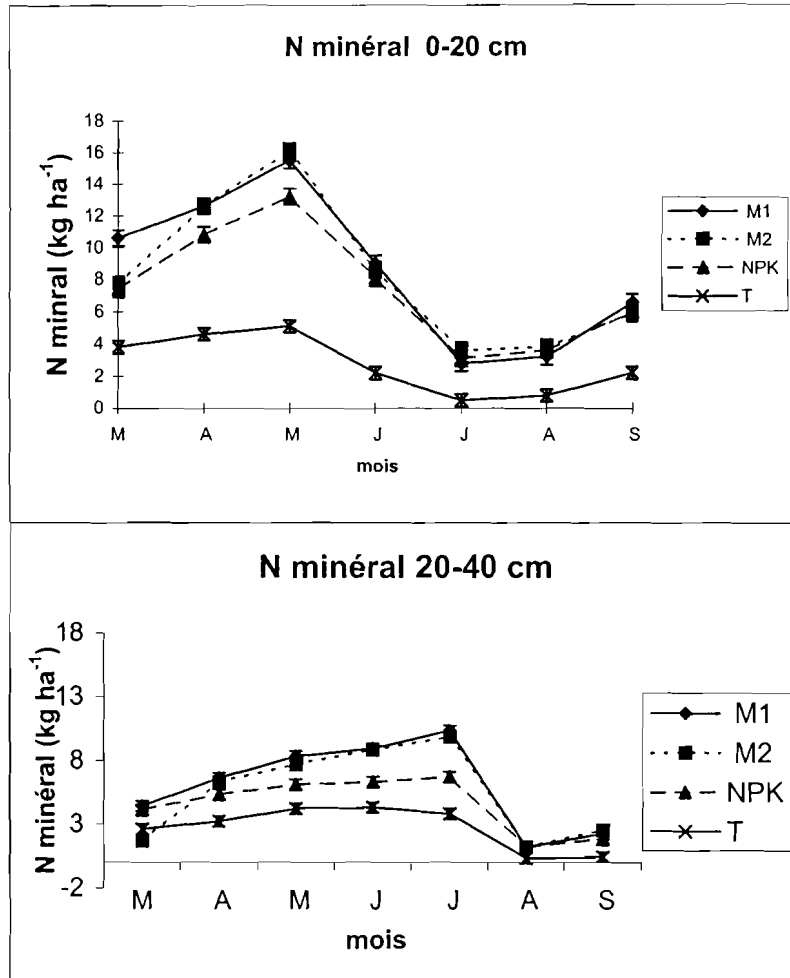 N minéral 0-20 cm
N minral (kg ha⁻¹)
18
16
14
12
10
8
6
4
2
0
M A M J J A S
mois
M1
M2
NPK
T
N minéral 20-40 cm
N minéral (kg ha⁻¹)
18
13
8
3
-2
M A M J J A S
mois
M1
M2
NPK
T